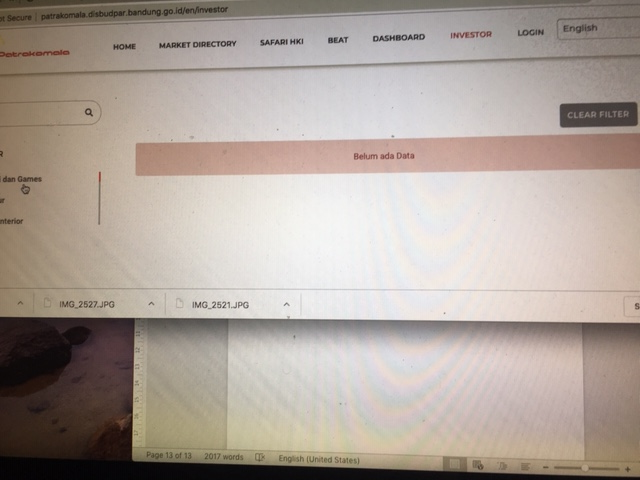 ot Secure | patrakomala.disbudpar.bandung.go.id/en/investor
Patrakomala
HOME MARKET DIRECTORY SAFARI HKI BEAT DASHBOARD INVESTOR LOGIN English
CLEAR FILTER
R
Belum ada Data
i dan Games
ur
nterior
IMG_2527.JPG IMG_2521.JPG S
Page 13 of 13 2017 words English (United States)